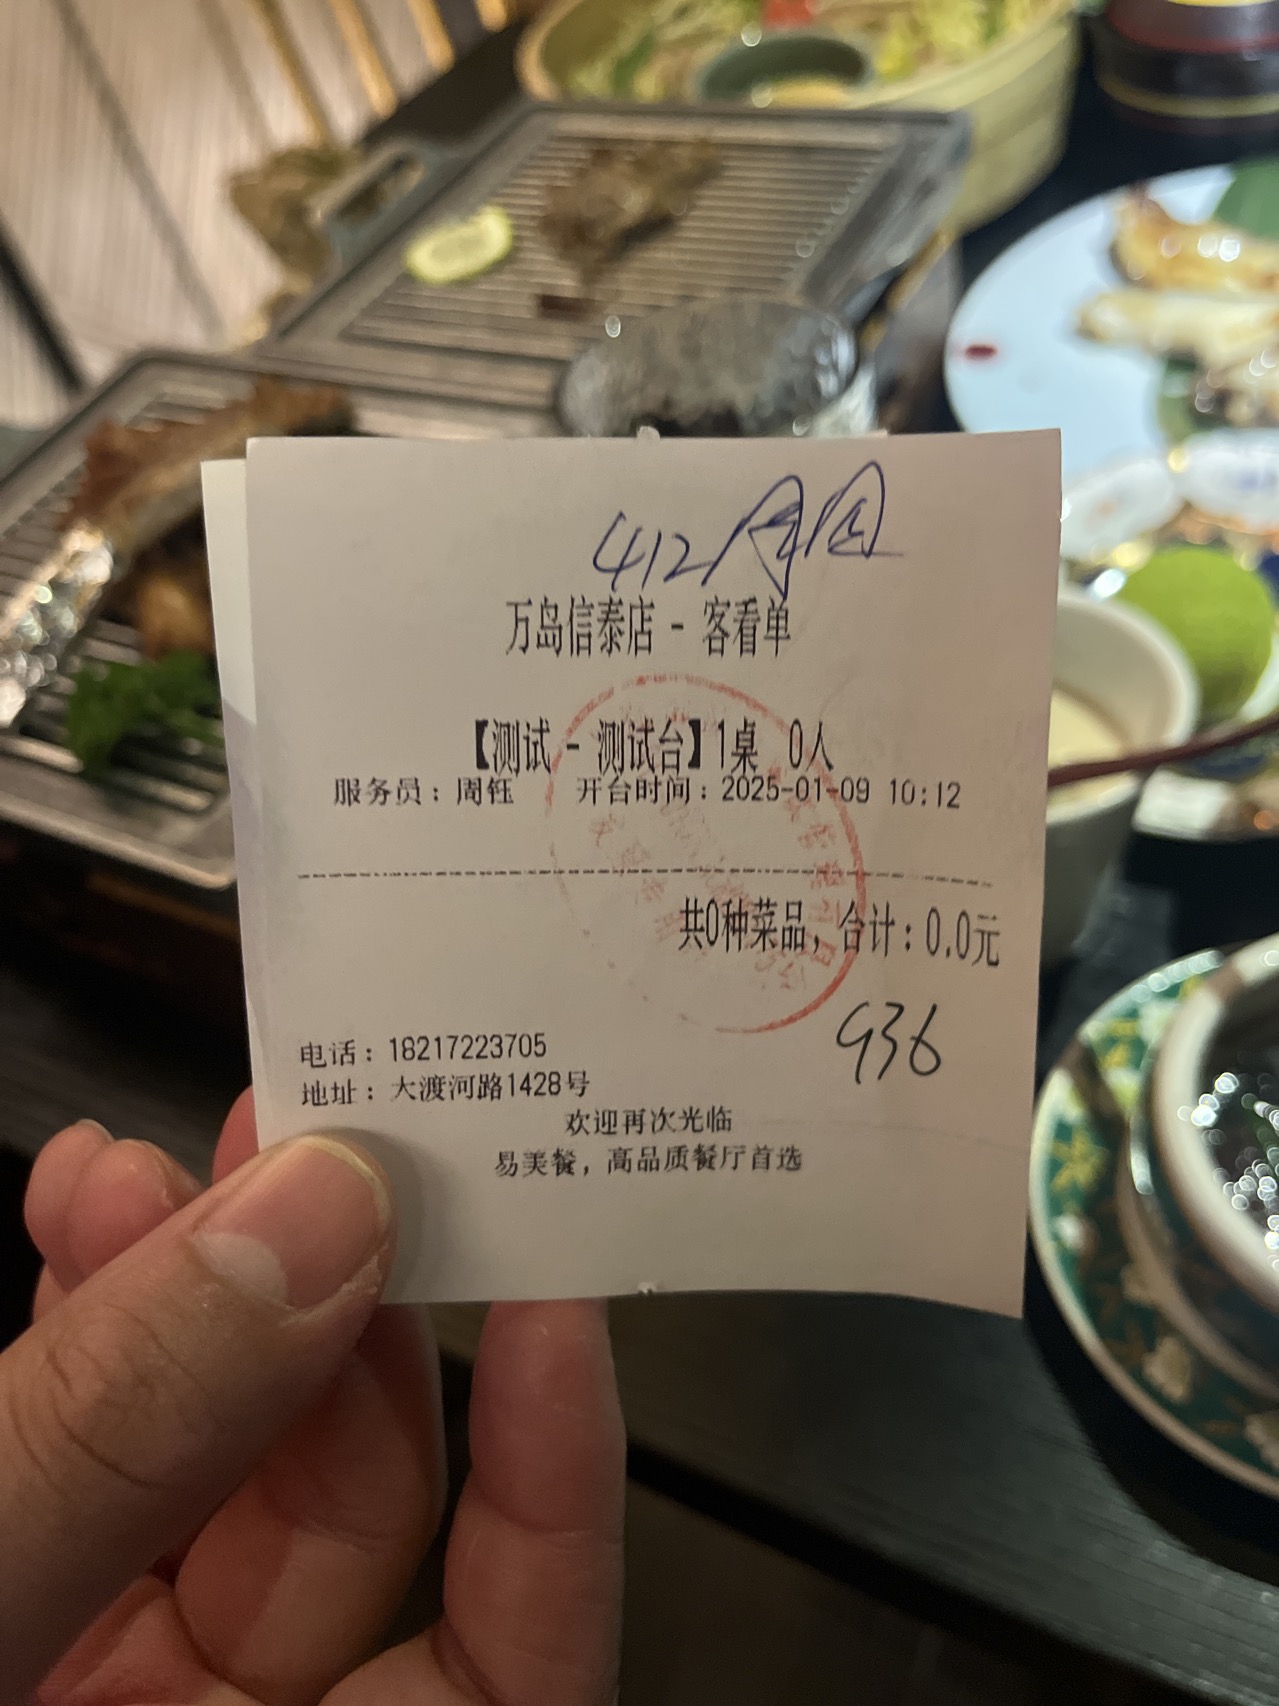 412
万岛信泰店 - 客看单
【测试 - 测试台】1桌 0人
服务员：周钰 开台时间：2025-01-09 10:12
共0种菜品，合计：0.0元
936
电话：18217223705
地址：大渡河路1428号
欢迎再次光临
易美餐，高品质餐厅首选